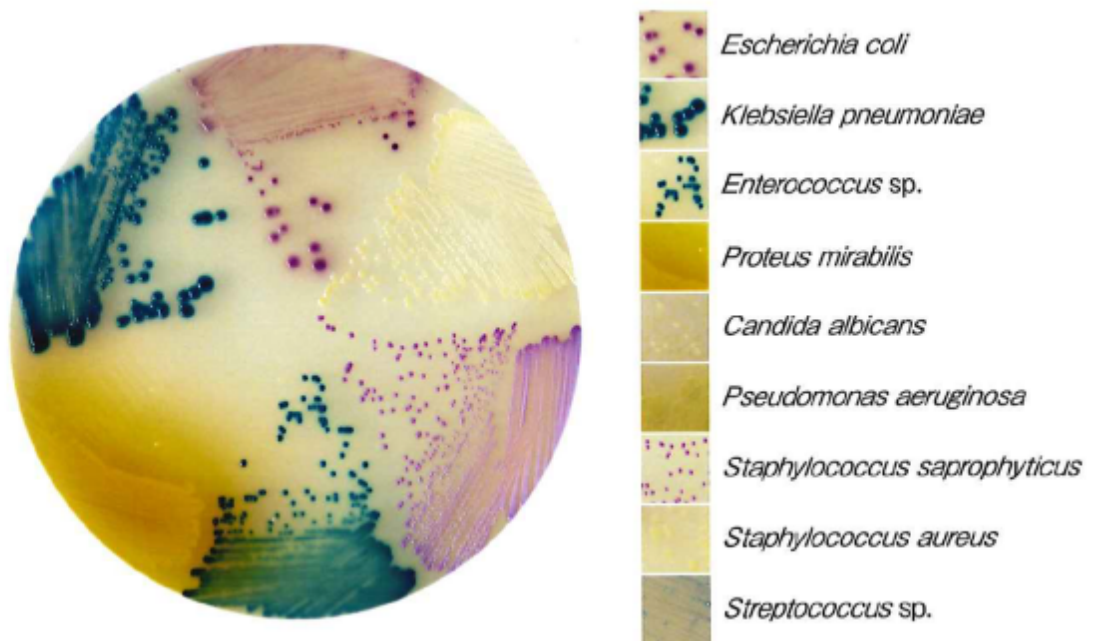 Escherichia coli
Klebsiella pneumoniae
Enterococcus sp.
Proteus mirabilis
Candida albicans
Pseudomonas aeruginosa
Staphylococcus saprophyticus
Staphylococcus aureus
Streptococcus sp.